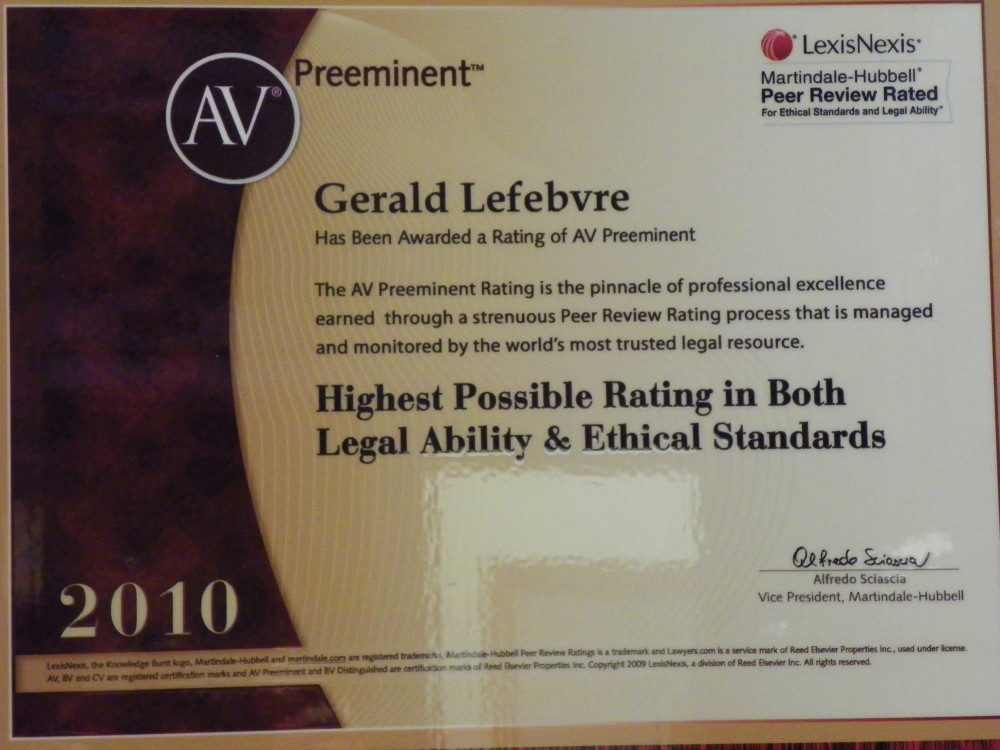 AV® Preeminent™
LexisNexis®
Martindale-Hubbell®
Peer Review Rated
For Ethical Standards and Legal Ability™
Gerald Lefebvre
Has Been Awarded a Rating of AV Preeminent
The AV Preeminent Rating is the pinnacle of professional excellence
earned through a strenuous Peer Review Rating process that is managed
and monitored by the world's most trusted legal resource.
Highest Possible Rating in Both
Legal Ability & Ethical Standards
Alfredo Sciascia
Alfredo Sciascia
Vice President, Martindale-Hubbell
2010
LexisNexis, the Knowledge Burst logo, Martindale-Hubbell and martindale.com are registered trademarks, Martindale-Hubbell Peer Review Ratings is a trademark and Lawyers.com is a service mark of Reed Elsevier Properties Inc., used under license.
AV, BV and CV are registered certification marks and AV Preeminent and BV Distinguished are certification marks of Reed Elsevier Properties Inc. Copyright 2009 LexisNexis, a division of Reed Elsevier Inc. All rights reserved.